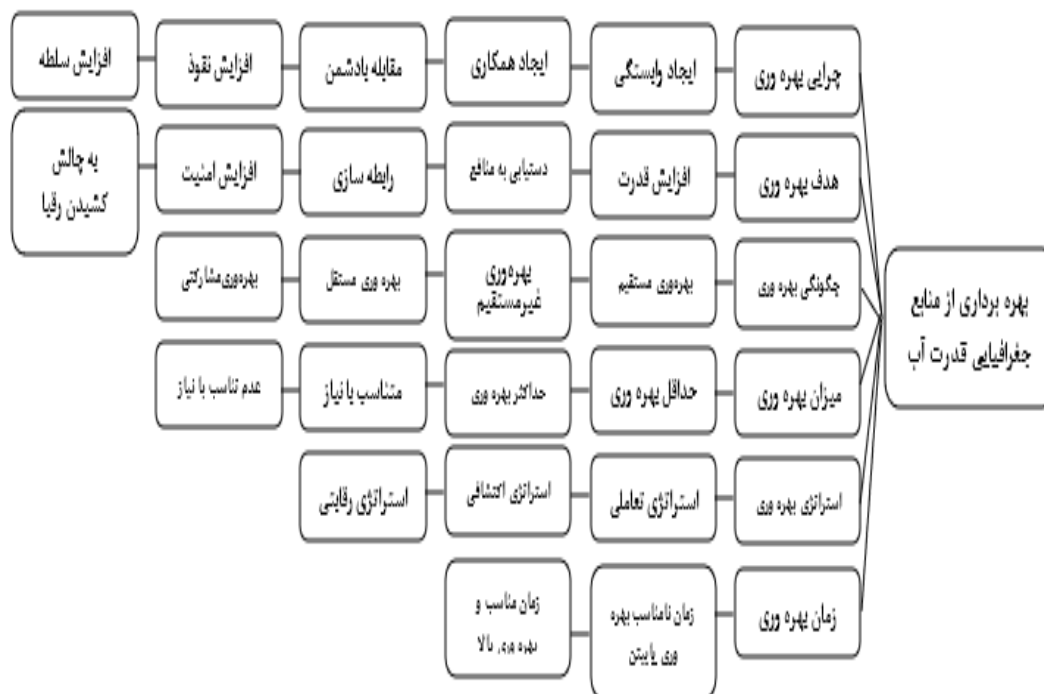 بهره برداری از منابع
جغرافیایی قدرت آب
چرایی بهره وری
ایجاد وابستگی
ایجاد همکاری
مقابله بادشمن
افزایش نفوذ
افزایش سلطه
هدف بهره وری
افزایش قدرت
دستیابی به منافع
رابطه سازی
افزایش امنیت
به چالش
کشیدن رقبا
چگونگی بهره وری
بهره‌وری مستقیم
بهره‌وری
غیرمستقیم
بهره وری مستقل
بهره‌وری مشارکتی
میزان بهره وری
حداقل بهره وری
حداکثر بهره وری
متناسب با نیاز
عدم تناسب با نیاز
استراتژی بهره وری
استراتژی تعاملی
استراتژی اکتشافی
استراتژی رقابتی
زمان بهره وری
زمان نامناسب بهره
وری پایین
زمان مناسب و
بهره وری بالا